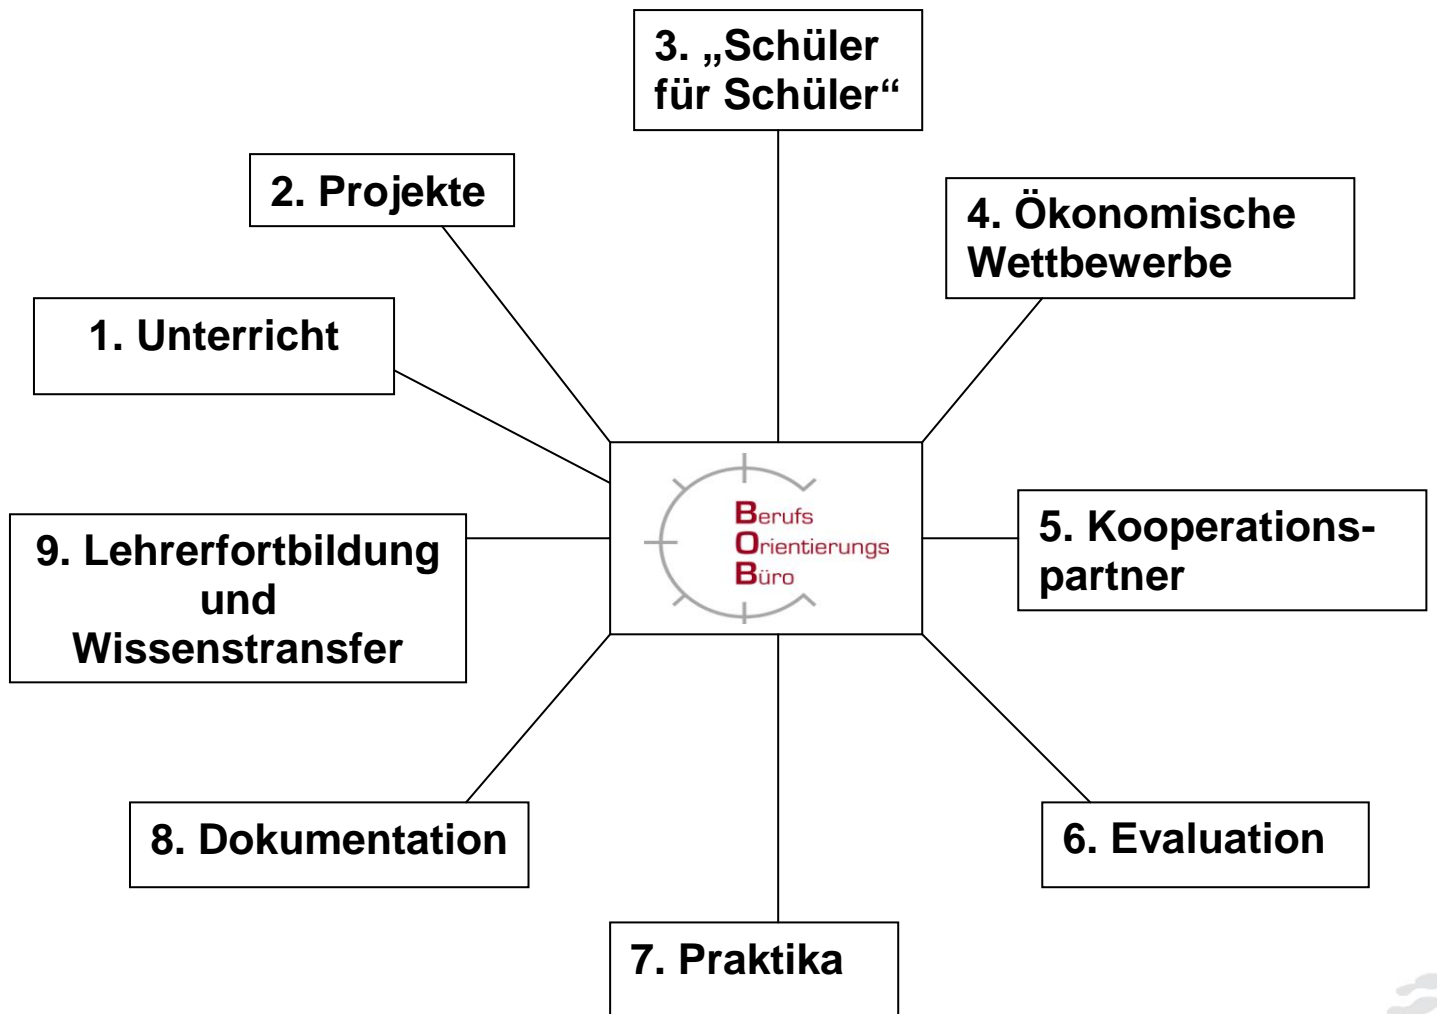 3. „Schüler
für Schüler“
2. Projekte
4. Ökonomische
Wettbewerbe
1. Unterricht
Berufs
Orientierungs
Büro
5. Kooperations-
partner
9. Lehrerfortbildung
und
Wissenstransfer
8. Dokumentation
6. Evaluation
7. Praktika